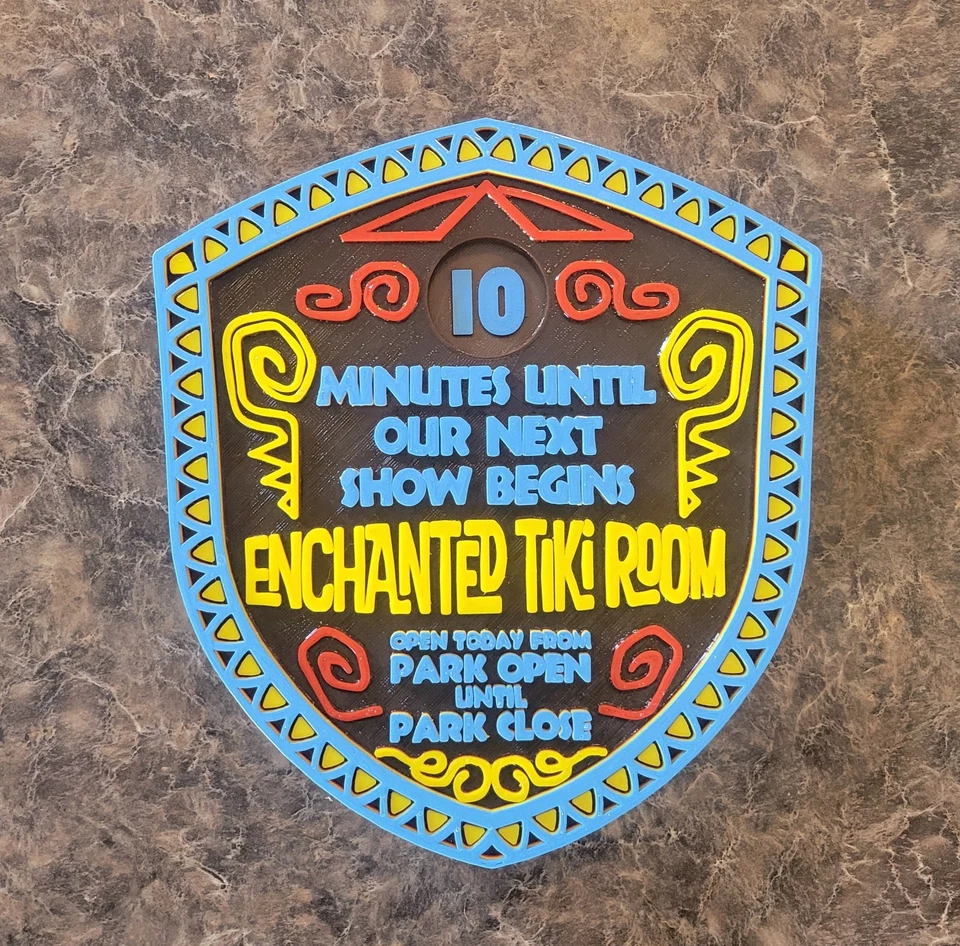 10
MINUTES UNTIL
OUR NEXT
SHOW BEGINS
ENCHANTED TIKI ROOM
OPEN TODAY FROM
PARK OPEN
UNTIL
PARK CLOSE